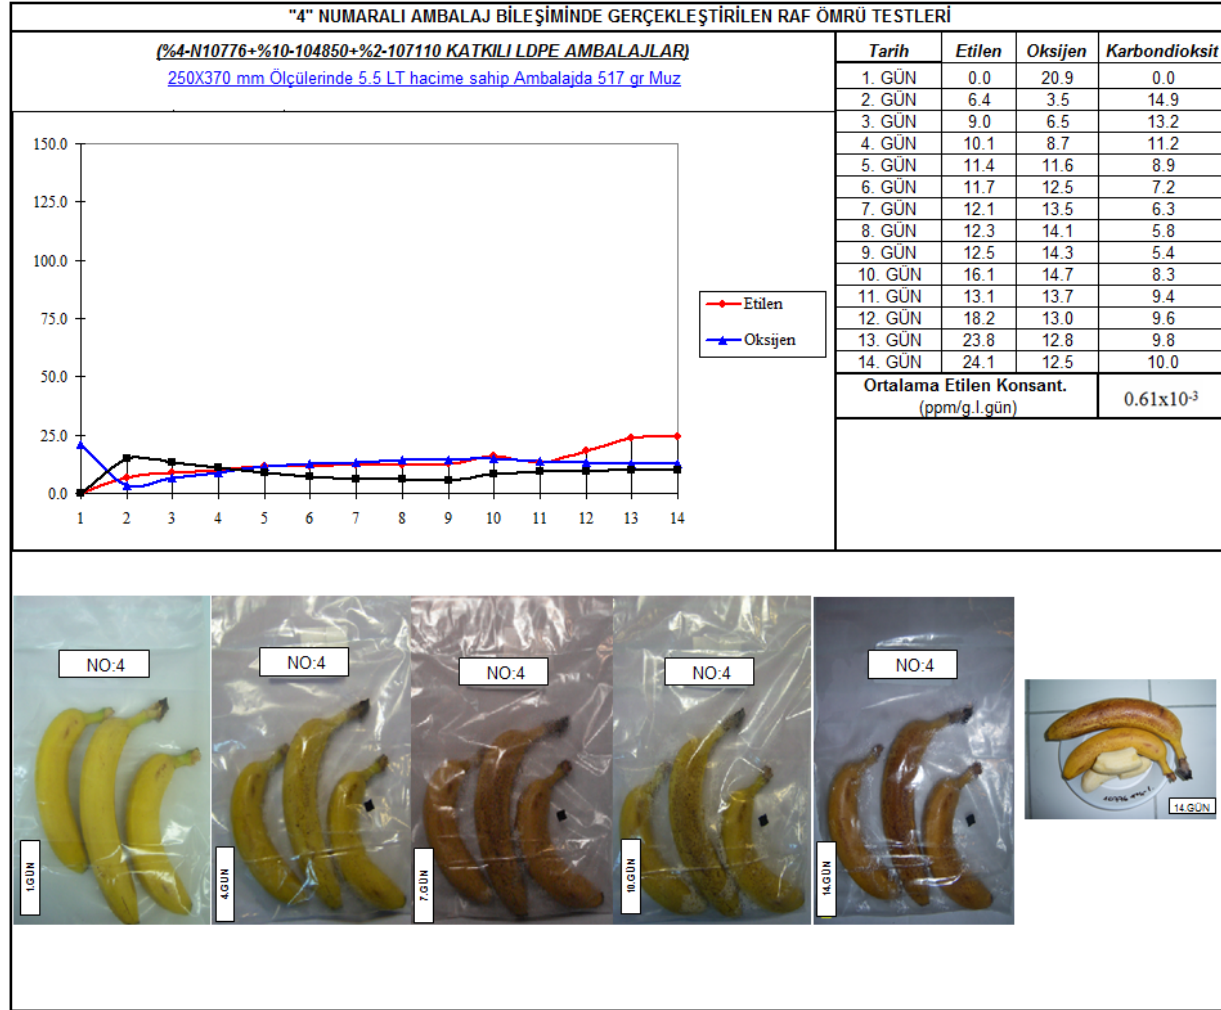 "4" NUMARALI AMBALAJ BİLEŞİMİNDE GERÇEKLEŞTİRİLEN RAF ÖMRÜ TESTLERİ
(%4-N10776+%10-104850+%2-107110 KATKILI LDPE AMBALAJLAR)
250X370 mm Ölçülerinde 5.5 LT hacime sahip Ambalajda 517 gr Muz
Tarih Etilen Oksijen Karbondioksit
1. GÜN 0.0 20.9 0.0
2. GÜN 6.4 3.5 14.9
3. GÜN 9.0 6.5 13.2
4. GÜN 10.1 8.7 11.2
5. GÜN 11.4 11.6 8.9
6. GÜN 11.7 12.5 7.2
7. GÜN 12.1 13.5 6.3
8. GÜN 12.3 14.1 5.8
9. GÜN 12.5 14.3 5.4
10. GÜN 16.1 14.7 8.3
11. GÜN 13.1 13.7 9.4
12. GÜN 18.2 13.0 9.6
13. GÜN 23.8 12.8 9.8
14. GÜN 24.1 12.5 10.0
Ortalama Etilen Konsant.
(ppm/g.l.gün)
0.61x10⁻³
150.0
125.0
100.0
75.0
50.0
25.0
0.0
1 2 3 4 5 6 7 8 9 10 11 12 13 14
Etilen
Oksijen
NO:4
NO:4
NO:4
NO:4
NO:4
1.GÜN
4.GÜN
7.GÜN
10.GÜN
14.GÜN
14.GÜN